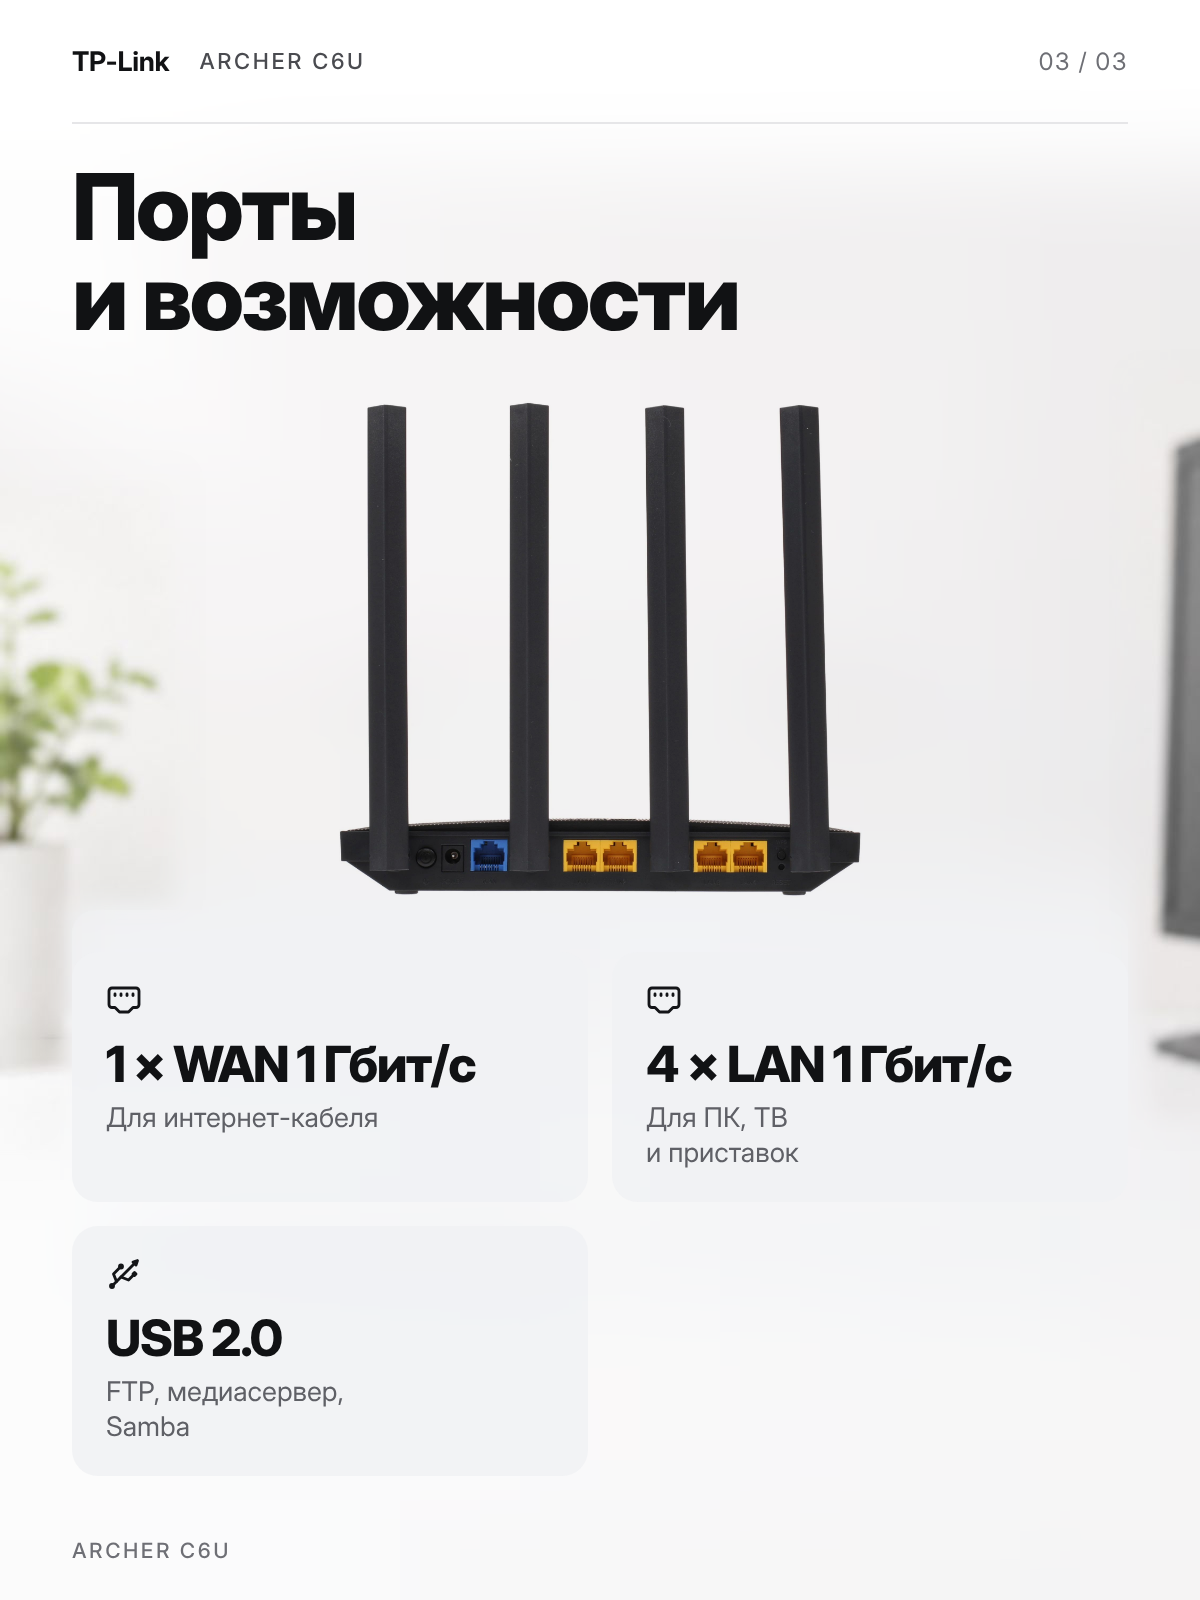 TP-Link ARCHER C6U 03 / 03
Порты
и возможности
1 × WAN 1 Гбит/с
Для интернет-кабеля
4 × LAN 1 Гбит/с
Для ПК, ТВ
и приставок
USB 2.0
FTP, медиасервер,
Samba
ARCHER C6U